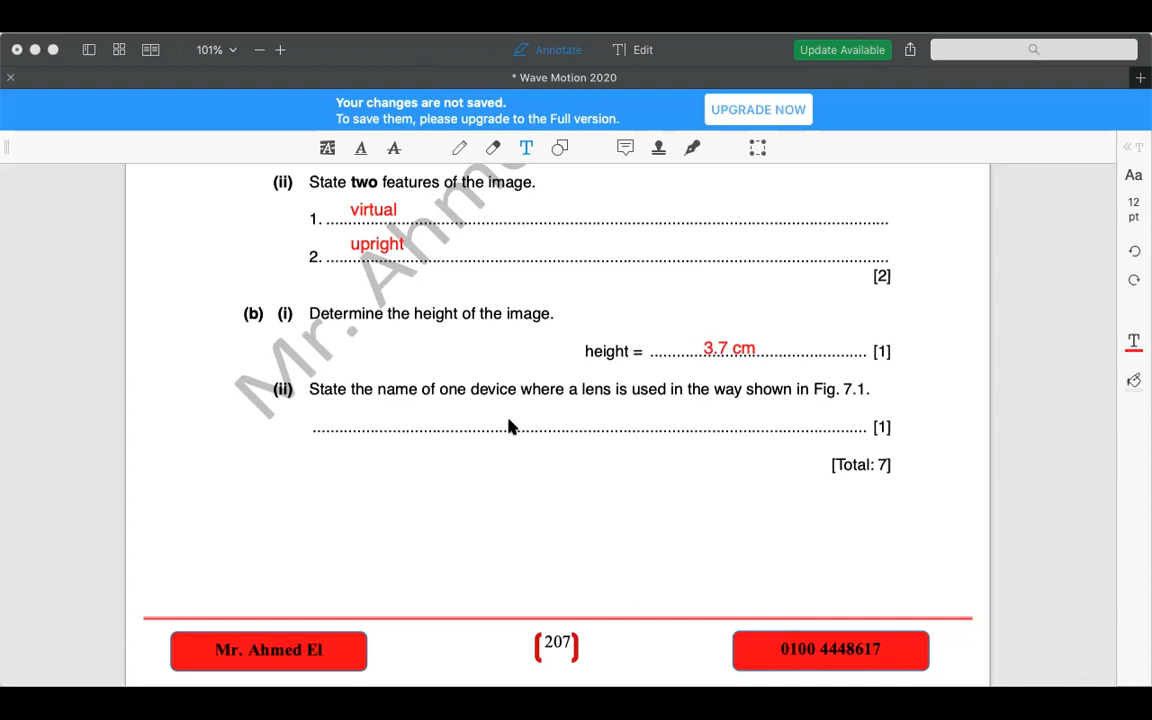 101%
Annotate
T| Edit
Update Available
* Wave Motion 2020
Your changes are not saved.
To save them, please upgrade to the Full version.
UPGRADE NOW
A
A
A
T
T
Aa
12
pt
T
(ii) State two features of the image.
1. virtual
2. upright
[2]
(b) (i) Determine the height of the image.
height = 3.7 cm [1]
(ii) State the name of one device where a lens is used in the way shown in Fig. 7.1.
[1]
[Total: 7]
Mr. Ahme
Mr. Ahmed El
207
0100 4448617